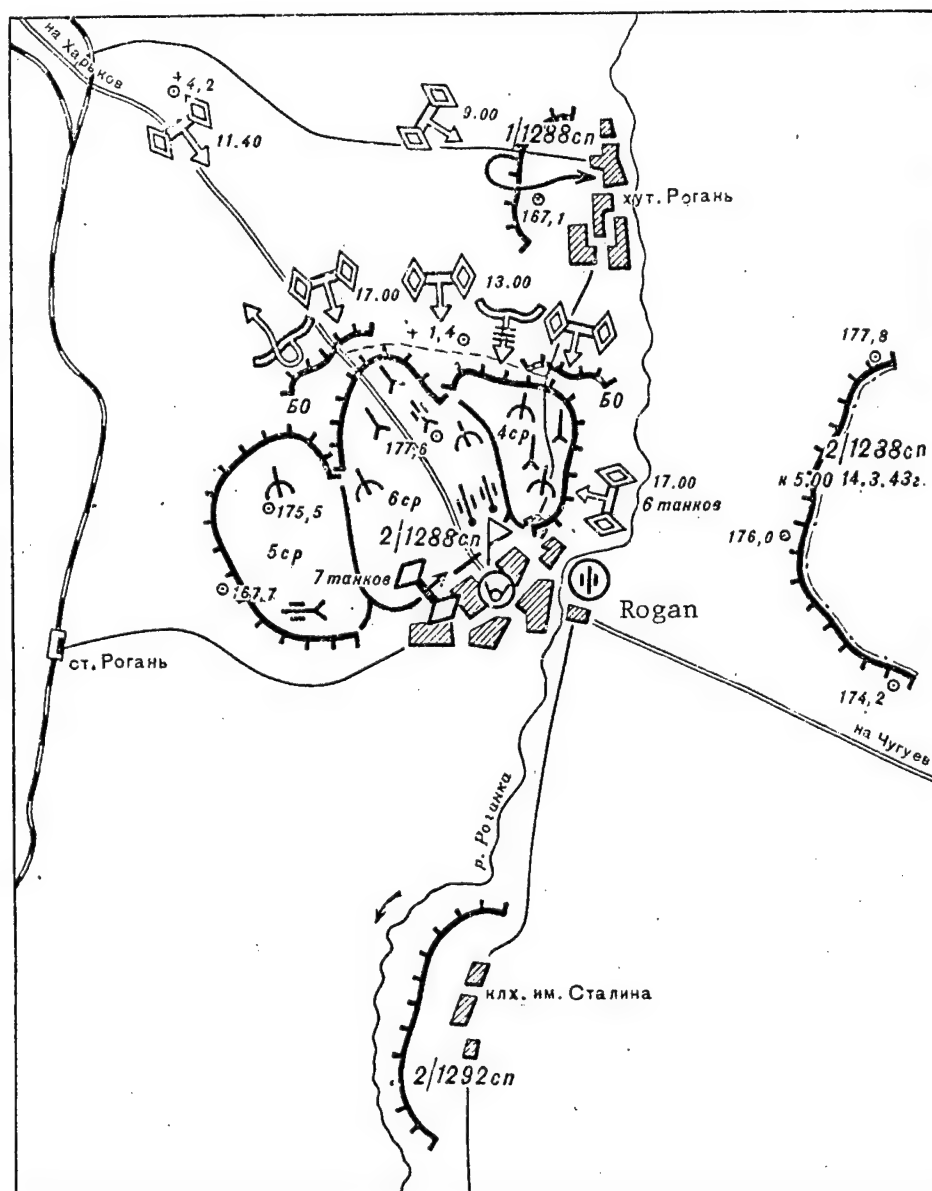 на Харьков
+ 4,2
11.40
9.00
1/1288сп
хут. Рогань
167,1
17.00
13.00
+ 1,4
177,8
БО
БО
4ср
177,6
2/1288сп
к 5.00 14.3.43г.
175,5
6ср
17.00
6 танков
176,0
2/1288сп
5ср
7 танков
167,7
Rogan
ст. Рогань
174,2
на Чугуев
р. Роганка
клх. им. Сталина
2/1292сп